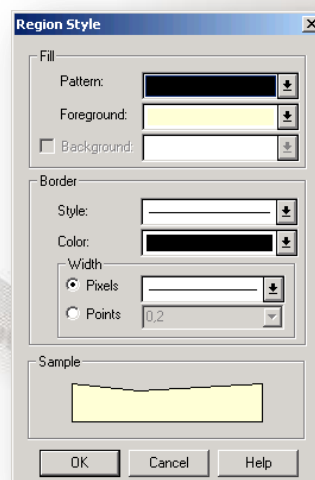 Region Style
Fill
Pattern:
Foreground:
Background:
Border
Style:
Color:
Width
Pixels
Points 0,2
Sample
OK Cancel Help